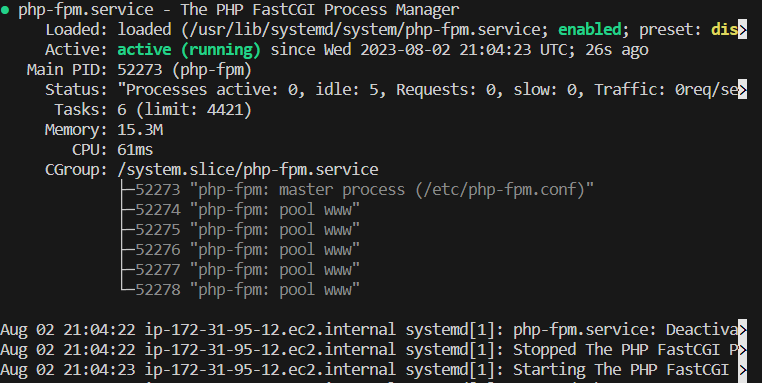 ● php-fpm.service - The PHP FastCGI Process Manager
Loaded: loaded (/usr/lib/systemd/system/php-fpm.service; enabled; preset: dis>
Active: active (running) since Wed 2023-08-02 21:04:23 UTC; 26s ago
Main PID: 52273 (php-fpm)
Status: "Processes active: 0, idle: 5, Requests: 0, slow: 0, Traffic: 0req/se>
Tasks: 6 (limit: 4421)
Memory: 15.3M
CPU: 61ms
CGroup: /system.slice/php-fpm.service
├─52273 "php-fpm: master process (/etc/php-fpm.conf)"
├─52274 "php-fpm: pool www"
├─52275 "php-fpm: pool www"
├─52276 "php-fpm: pool www"
├─52277 "php-fpm: pool www"
└─52278 "php-fpm: pool www"
Aug 02 21:04:22 ip-172-31-95-12.ec2.internal systemd[1]: php-fpm.service: Deactiva>
Aug 02 21:04:22 ip-172-31-95-12.ec2.internal systemd[1]: Stopped The PHP FastCGI P>
Aug 02 21:04:23 ip-172-31-95-12.ec2.internal systemd[1]: Starting The PHP FastCGI >